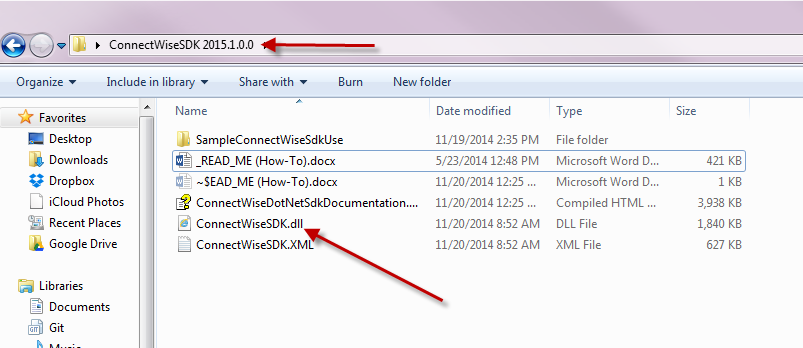 ConnectWiseSDK 2015.1.0.0
Organize Include in library Share with Burn New folder
Favorites
Desktop
Downloads
Dropbox
iCloud Photos
Recent Places
Google Drive
Libraries
Documents
Git
Music
Name Date modified Type Size
SampleConnectWiseSdkUse 11/19/2014 2:35 PM File folder
_READ_ME (How-To).docx 5/23/2014 12:48 PM Microsoft Word D... 421 KB
~$EAD_ME (How-To).docx 11/20/2014 12:25 ... Microsoft Word D... 1 KB
ConnectWiseDotNetSdkDocumentation.... 11/20/2014 12:25 ... Compiled HTML ... 3,938 KB
ConnectWiseSDK.dll 11/20/2014 8:52 AM DLL File 1,840 KB
ConnectWiseSDK.XML 11/20/2014 8:52 AM XML File 627 KB